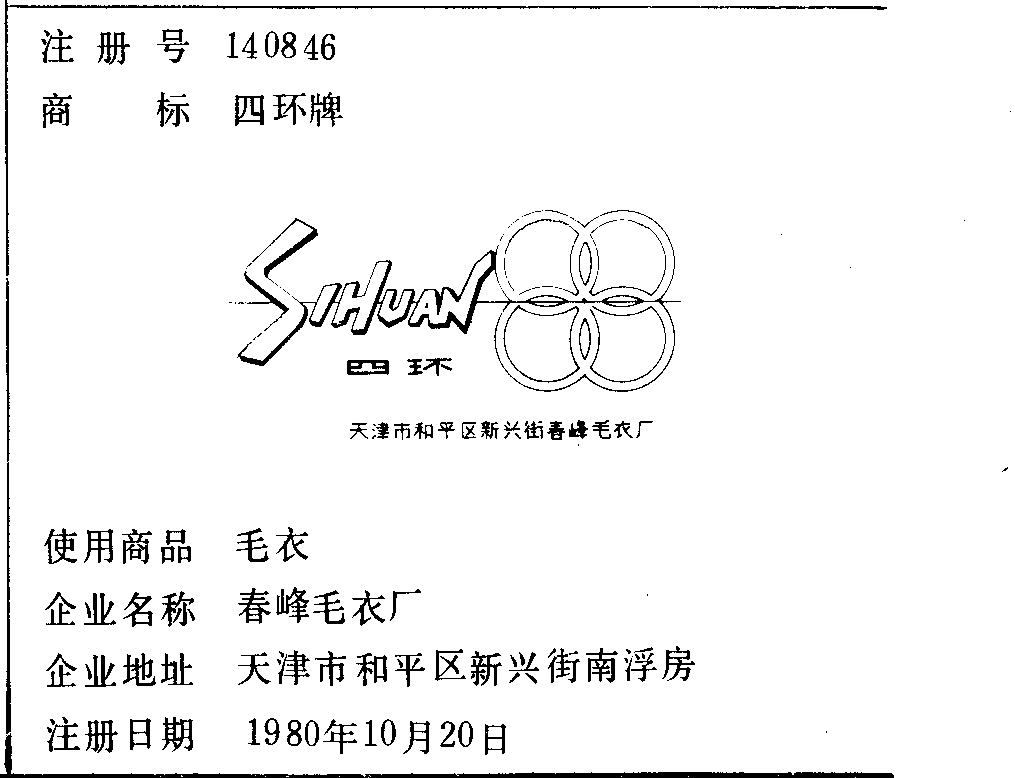 注册号 140846
商标 四环牌
SIHUAN
四环
天津市和平区新兴街春峰毛衣厂
使用商品 毛衣
企业名称 春峰毛衣厂
企业地址 天津市和平区新兴街南浮房
注册日期 1980年10月20日